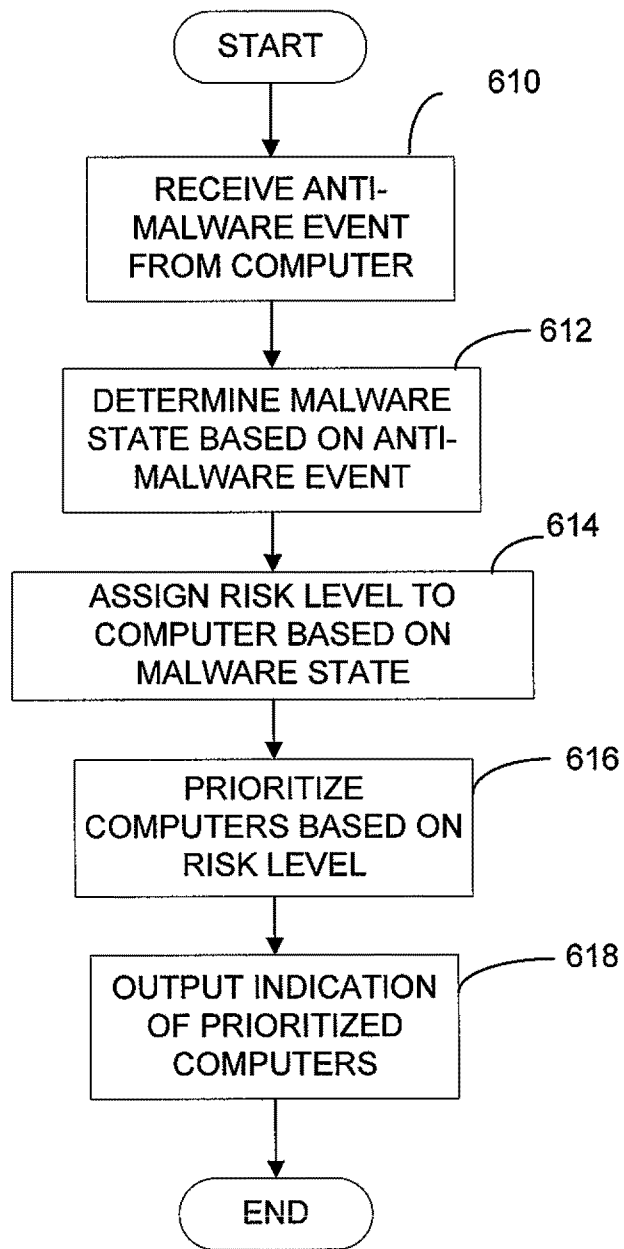 START
610
RECEIVE ANTI-
MALWARE EVENT
FROM COMPUTER
612
DETERMINE MALWARE
STATE BASED ON ANTI-
MALWARE EVENT
614
ASSIGN RISK LEVEL TO
COMPUTER BASED ON
MALWARE STATE
616
PRIORITIZE
COMPUTERS BASED ON
RISK LEVEL
618
OUTPUT INDICATION
OF PRIORITIZED
COMPUTERS
END